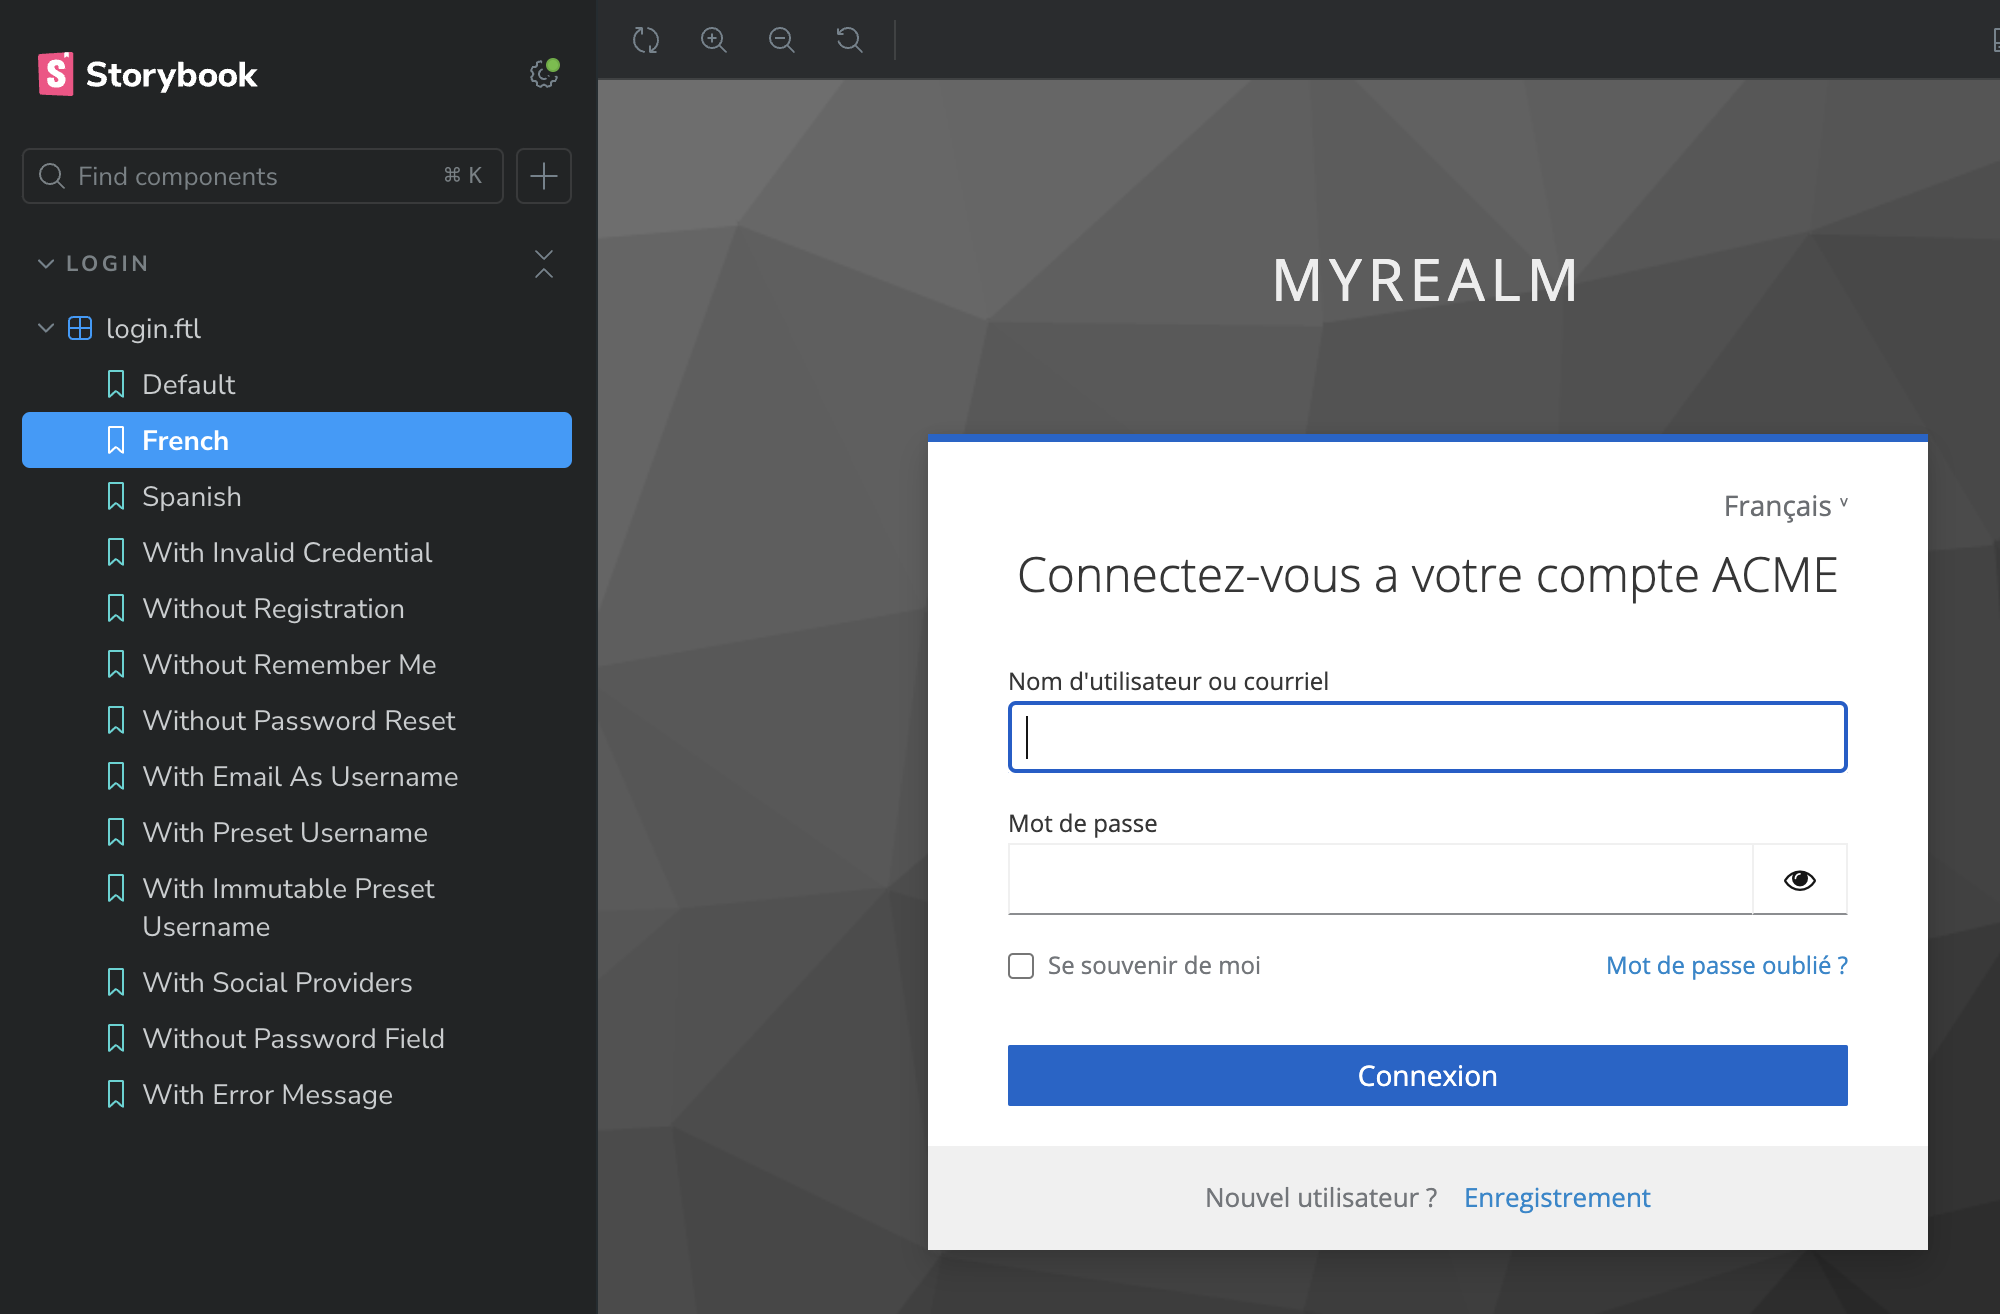 Storybook
Find components
⌘ K
LOGIN
login.ftl
Default
French
Spanish
With Invalid Credential
Without Registration
Without Remember Me
Without Password Reset
With Email As Username
With Preset Username
With Immutable Preset
Username
With Social Providers
Without Password Field
With Error Message
MYREALM
Français
Connectez-vous a votre compte ACME
Nom d'utilisateur ou courriel
Mot de passe
Se souvenir de moi
Mot de passe oublié ?
Connexion
Nouvel utilisateur ? Enregistrement